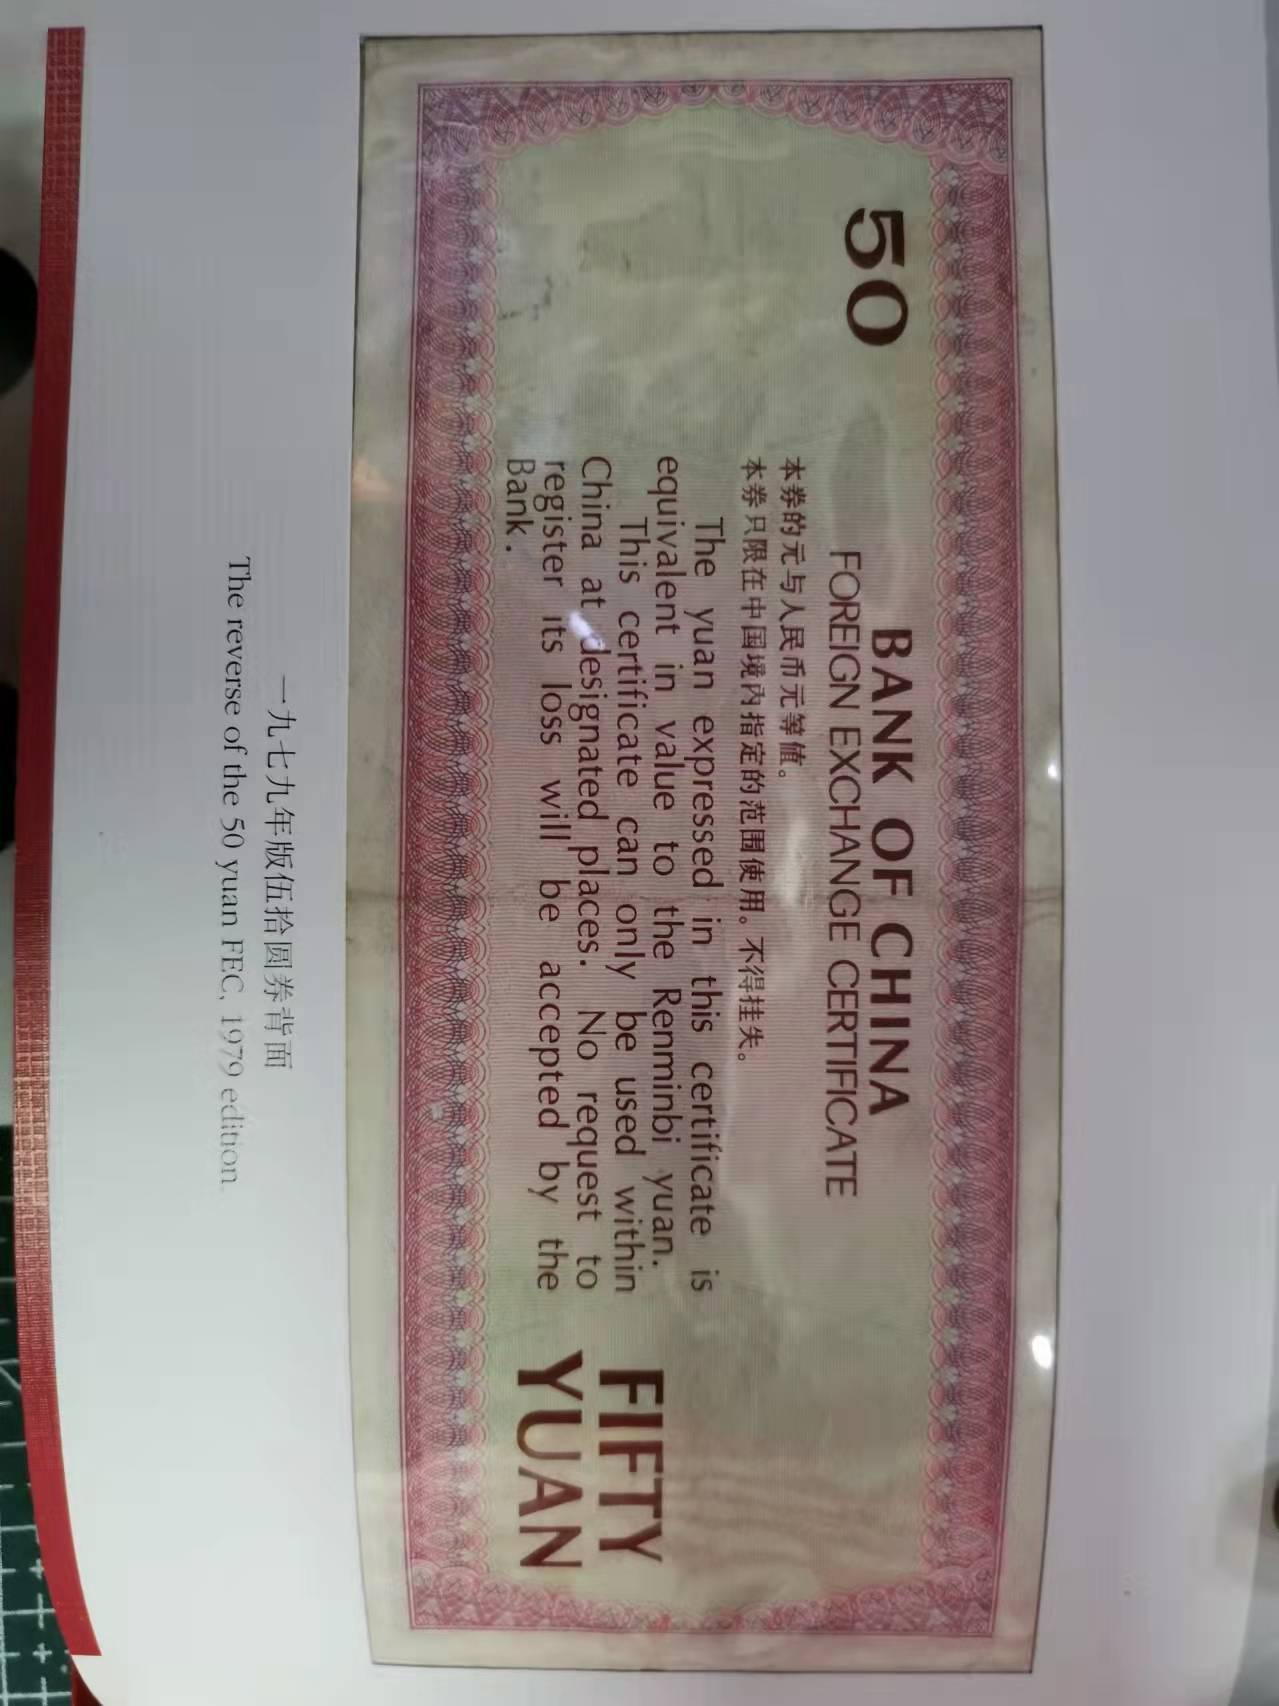 50
BANK OF CHINA
FOREIGN EXCHANGE CERTIFICATE
本券的元与人民币元等值。
本券只限在中国境内指定的范围使用。不得挂失。
The yuan expressed in this certificate is
equivalent in value to the Renminbi yuan.
This certificate can only be used within
China at designated places. No request to
register its loss will be accepted by the
Bank.
FIFTY
YUAN
一九七九年版伍拾圆券背面
The reverse of the 50 yuan FEC, 1979 edition.